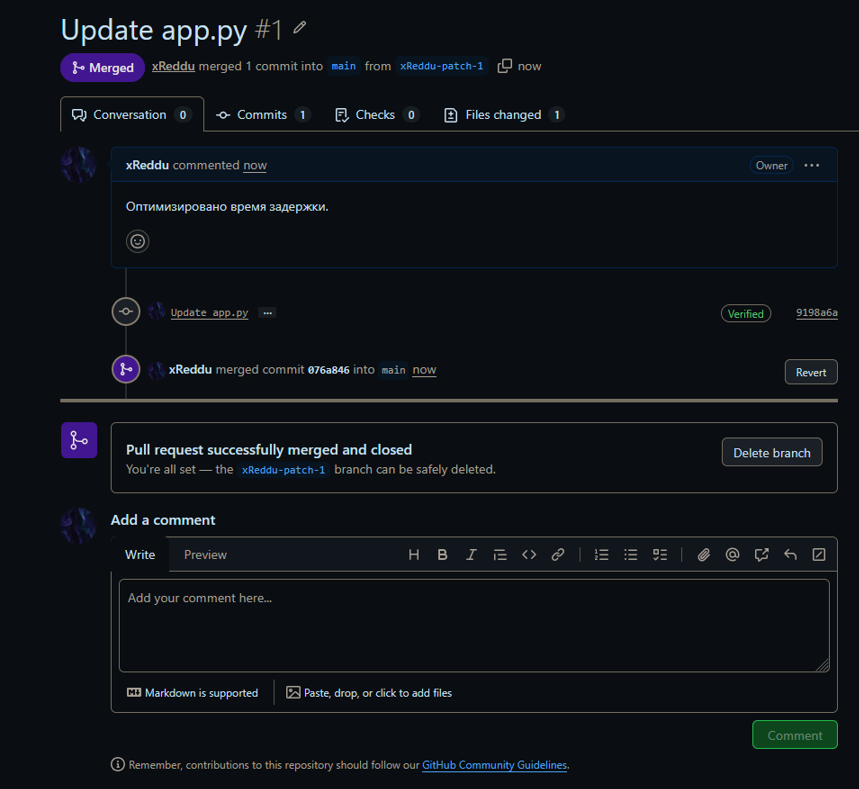 Update app.py #1
Merged xReddu merged 1 commit into main from xReddu-patch-1 now
Conversation 0 Commits 1 Checks 0 Files changed 1
xReddu commented now Owner ...
Оптимизировано время задержки.
Update app.py ... Verified 9198a6a
xReddu merged commit 076a846 into main now Revert
Pull request successfully merged and closed
You're all set — the xReddu-patch-1 branch can be safely deleted.
Delete branch
Add a comment
Write Preview H B I
Add your comment here...
Markdown is supported Paste, drop, or click to add files
Comment
Remember, contributions to this repository should follow our GitHub Community Guidelines.